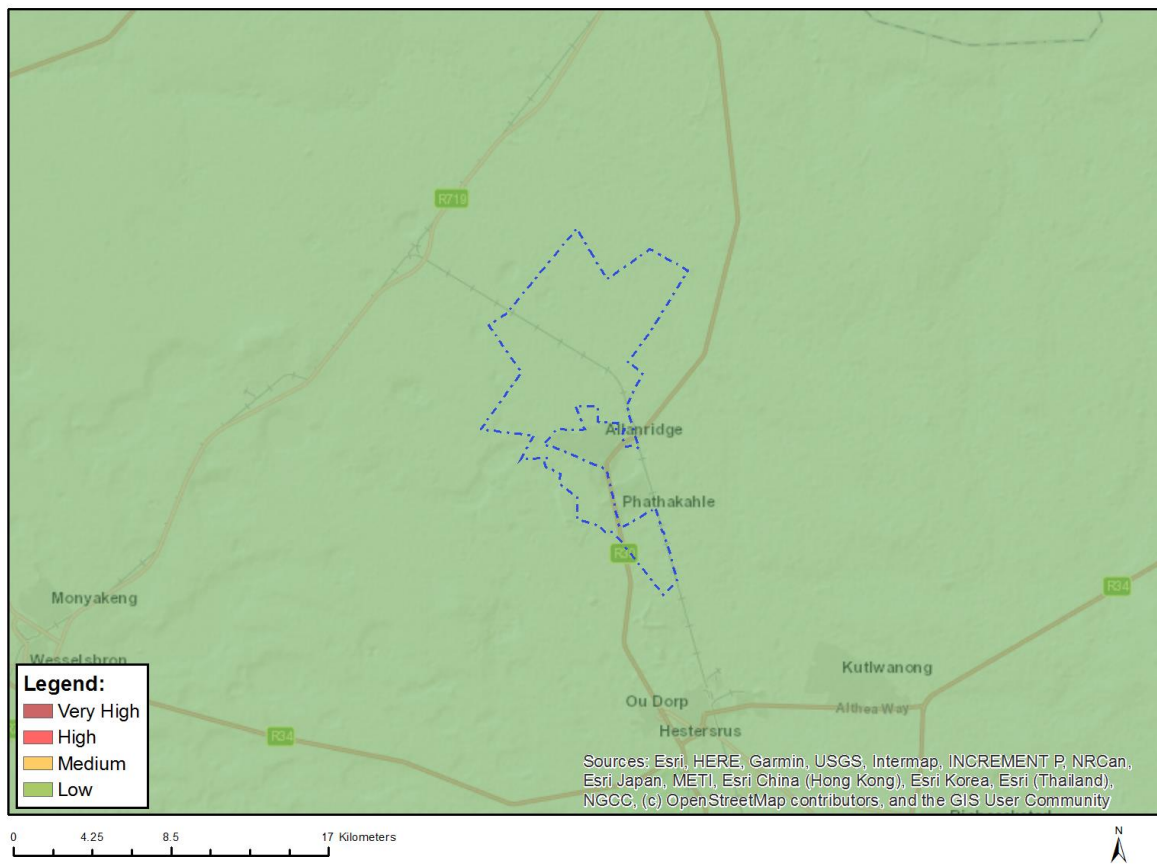 R719
Allanridge
Phathakahle
Monyakeng
R34
Wesselsbron
Kutlwanong
Ou Dorp
Althea Way
R34
Hestersrus
Legend:
Very High
High
Medium
Low
Sources: Esri, HERE, Garmin, USGS, Intermap, INCREMENT P, NRCan,
Esri Japan, METI, Esri China (Hong Kong), Esri Korea, Esri (Thailand),
NGCC, (c) OpenStreetMap contributors, and the GIS User Community
0 4.25 8.5 17 Kilometers
N